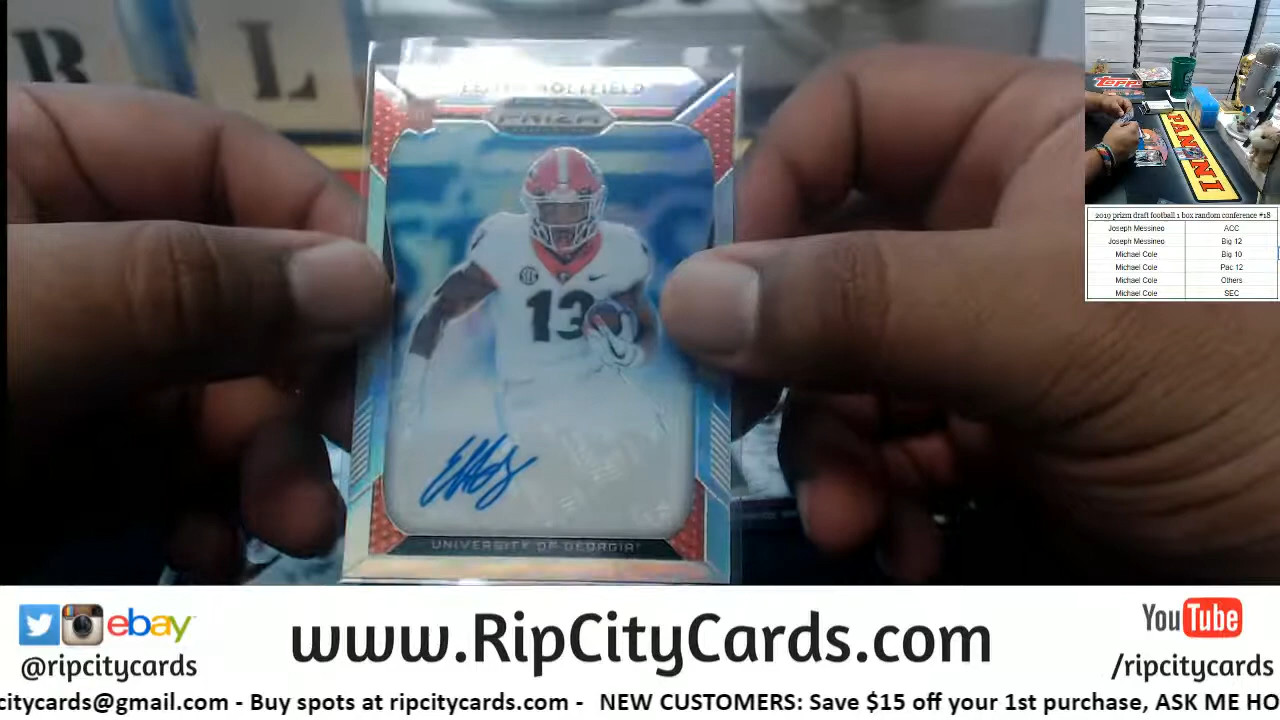 R L
PRIZM
SEC
G
13
UNIVERSITY OF GEORGIA
Topps
PANINI
2019 prizm draft football 1 box random conference #18
Joseph Messineo ACC
Joseph Messineo Big 12
Michael Cole Big 10
Michael Cole Pac 12
Michael Cole Others
Michael Cole SEC
ebay
@ripcitycards
www.RipCityCards.com
YouTube
/ripcitycards
citycards@gmail.com - Buy spots at ripcitycards.com - NEW CUSTOMERS: Save $15 off your 1st purchase, ASK ME HO